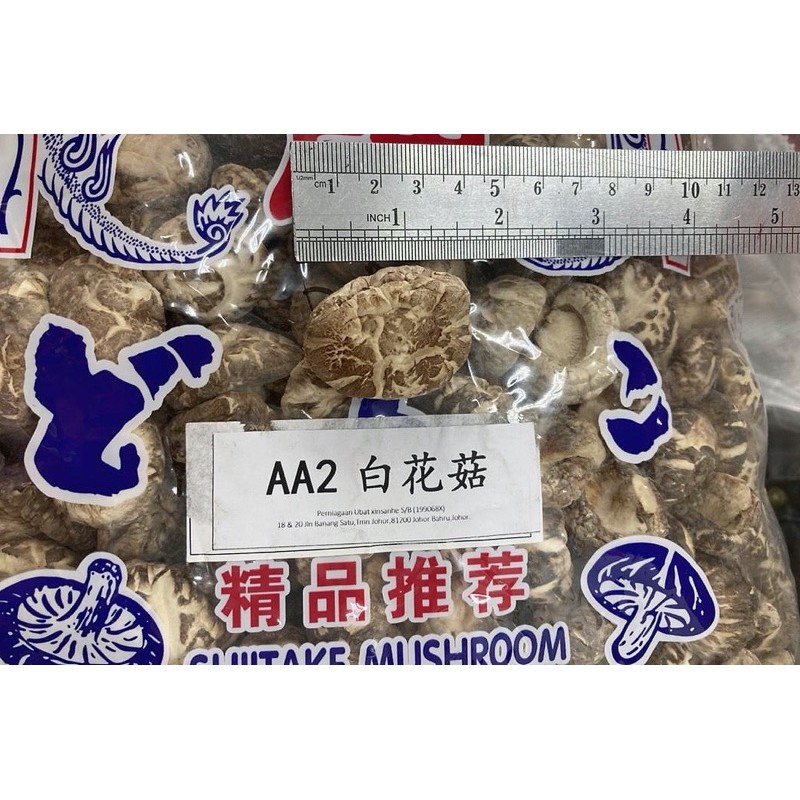 1/2mm
cm 1 2 3 4 5 6 7 8 9 10 11 12 13
INCH 1 2 3 4 5
AA2 白花菇
Perniagaan Ubat xinsanhe S/B (199068X)
18 & 20 Jln Banang Satu,Tmn Johor,81200 Johor Bahru,Johor.
精品推荐
SHIITAKE MUSHROOM